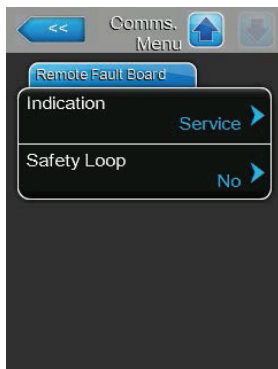 <<
Comms.
Menu
Remote Fault Board
Indication
Service
Safety Loop
No